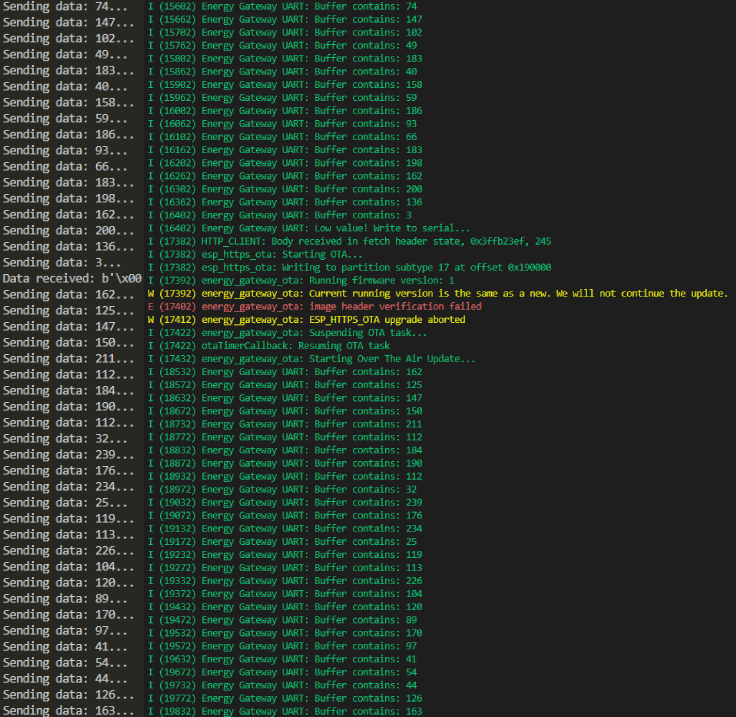 Sending data: 74...
Sending data: 147...
Sending data: 102...
Sending data: 49...
Sending data: 183...
Sending data: 40...
Sending data: 158...
Sending data: 59...
Sending data: 186...
Sending data: 93...
Sending data: 66...
Sending data: 183...
Sending data: 198...
Sending data: 162...
Sending data: 200...
Sending data: 136...
Sending data: 3...
Data received: b'\x00
Sending data: 162...
Sending data: 125...
Sending data: 147...
Sending data: 150...
Sending data: 211...
Sending data: 112...
Sending data: 184...
Sending data: 190...
Sending data: 112...
Sending data: 32...
Sending data: 239...
Sending data: 176...
Sending data: 234...
Sending data: 25...
Sending data: 119...
Sending data: 113...
Sending data: 226...
Sending data: 104...
Sending data: 120...
Sending data: 89...
Sending data: 170...
Sending data: 97...
Sending data: 41...
Sending data: 54...
Sending data: 44...
Sending data: 126...
Sending data: 163...
I (15602) Energy Gateway UART: Buffer contains: 74
I (15662) Energy Gateway UART: Buffer contains: 147
I (15702) Energy Gateway UART: Buffer contains: 102
I (15762) Energy Gateway UART: Buffer contains: 49
I (15802) Energy Gateway UART: Buffer contains: 183
I (15862) Energy Gateway UART: Buffer contains: 40
I (15902) Energy Gateway UART: Buffer contains: 158
I (15962) Energy Gateway UART: Buffer contains: 59
I (16002) Energy Gateway UART: Buffer contains: 186
I (16062) Energy Gateway UART: Buffer contains: 93
I (16102) Energy Gateway UART: Buffer contains: 66
I (16162) Energy Gateway UART: Buffer contains: 183
I (16202) Energy Gateway UART: Buffer contains: 198
I (16262) Energy Gateway UART: Buffer contains: 162
I (16302) Energy Gateway UART: Buffer contains: 200
I (16362) Energy Gateway UART: Buffer contains: 136
I (16402) Energy Gateway UART: Buffer contains: 3
I (16402) Energy Gateway UART: Low value! Write to serial...
I (17382) HTTP_CLIENT: Body received in fetch header state, 0x3ffb23ef, 245
I (17382) esp_https_ota: Starting OTA...
I (17382) esp_https_ota: Writing to partition subtype 17 at offset 0x190000
I (17392) energy_gateway_ota: Running firmware version: 1
W (17392) energy_gateway_ota: Current running version is the same as a new. We will not continue the update.
E (17402) energy_gateway_ota: image header verification failed
W (17412) energy_gateway_ota: ESP_HTTPS_OTA upgrade aborted
I (17422) energy_gateway_ota: Suspending OTA task...
I (17422) otaTimerCallback: Resuming OTA task
I (17432) energy_gateway_ota: Starting Over The Air Update...
I (18532) Energy Gateway UART: Buffer contains: 162
I (18572) Energy Gateway UART: Buffer contains: 125
I (18632) Energy Gateway UART: Buffer contains: 147
I (18672) Energy Gateway UART: Buffer contains: 150
I (18732) Energy Gateway UART: Buffer contains: 211
I (18772) Energy Gateway UART: Buffer contains: 112
I (18832) Energy Gateway UART: Buffer contains: 184
I (18872) Energy Gateway UART: Buffer contains: 190
I (18932) Energy Gateway UART: Buffer contains: 112
I (18972) Energy Gateway UART: Buffer contains: 32
I (19032) Energy Gateway UART: Buffer contains: 239
I (19072) Energy Gateway UART: Buffer contains: 176
I (19132) Energy Gateway UART: Buffer contains: 234
I (19172) Energy Gateway UART: Buffer contains: 25
I (19232) Energy Gateway UART: Buffer contains: 119
I (19272) Energy Gateway UART: Buffer contains: 113
I (19332) Energy Gateway UART: Buffer contains: 226
I (19372) Energy Gateway UART: Buffer contains: 104
I (19432) Energy Gateway UART: Buffer contains: 120
I (19472) Energy Gateway UART: Buffer contains: 89
I (19532) Energy Gateway UART: Buffer contains: 170
I (19572) Energy Gateway UART: Buffer contains: 97
I (19632) Energy Gateway UART: Buffer contains: 41
I (19672) Energy Gateway UART: Buffer contains: 54
I (19732) Energy Gateway UART: Buffer contains: 44
I (19772) Energy Gateway UART: Buffer contains: 126
I (19832) Energy Gateway UART: Buffer contains: 163